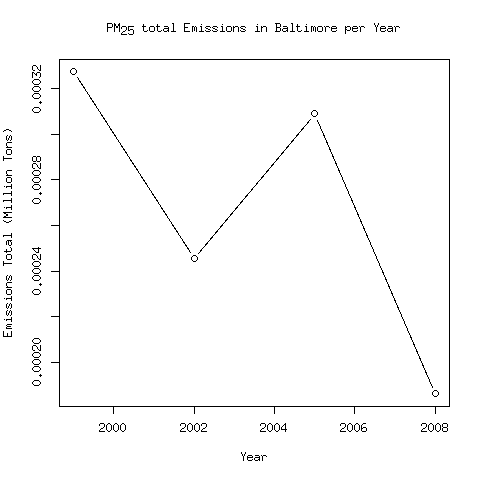 PM25 total Emissions in Baltimore per Year
Emissions Total (Million Tons)
0.00032
0.00028
0.00024
0.00020
2000 2002 2004 2006 2008
Year